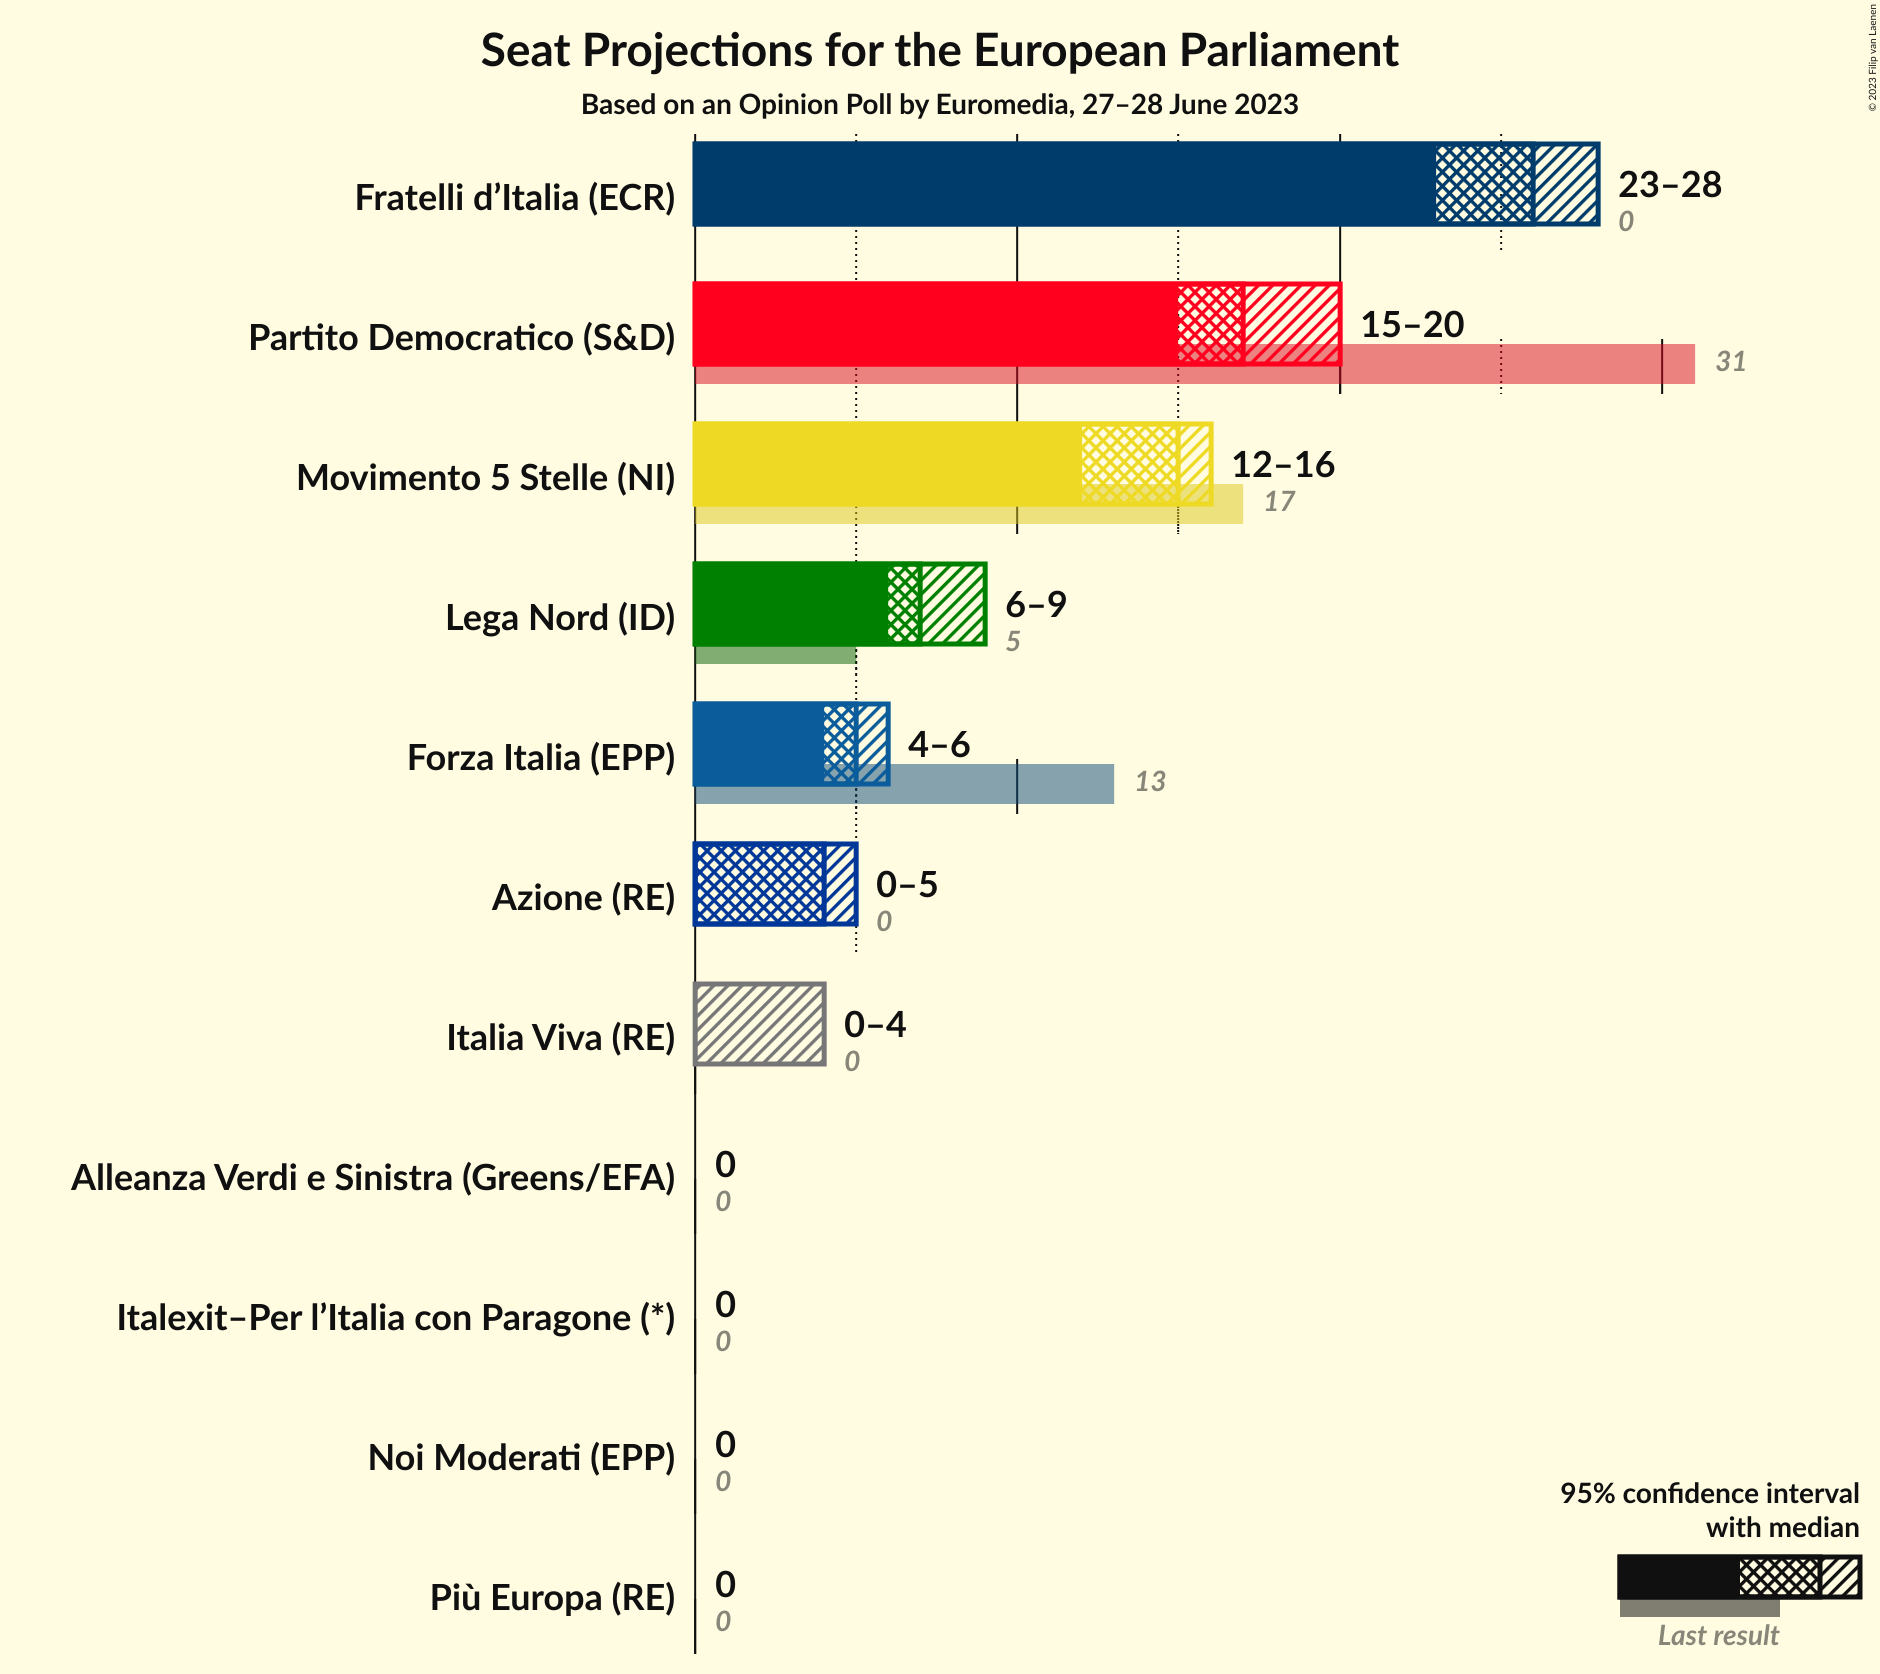 Seat Projections for the European Parliament
Based on an Opinion Poll by Euromedia, 27–28 June 2023
© 2023 Filip van Laenen
Fratelli d’Italia (ECR)
23–28
0
Partito Democratico (S&D)
15–20
31
Movimento 5 Stelle (NI)
12–16
17
Lega Nord (ID)
6–9
5
Forza Italia (EPP)
4–6
13
Azione (RE)
0–5
0
Italia Viva (RE)
0–4
0
Alleanza Verdi e Sinistra (Greens/EFA)
0
0
Italexit–Per l’Italia con Paragone (*)
0
0
Noi Moderati (EPP)
0
0
Più Europa (RE)
0
0
95% confidence interval
with median
Last result